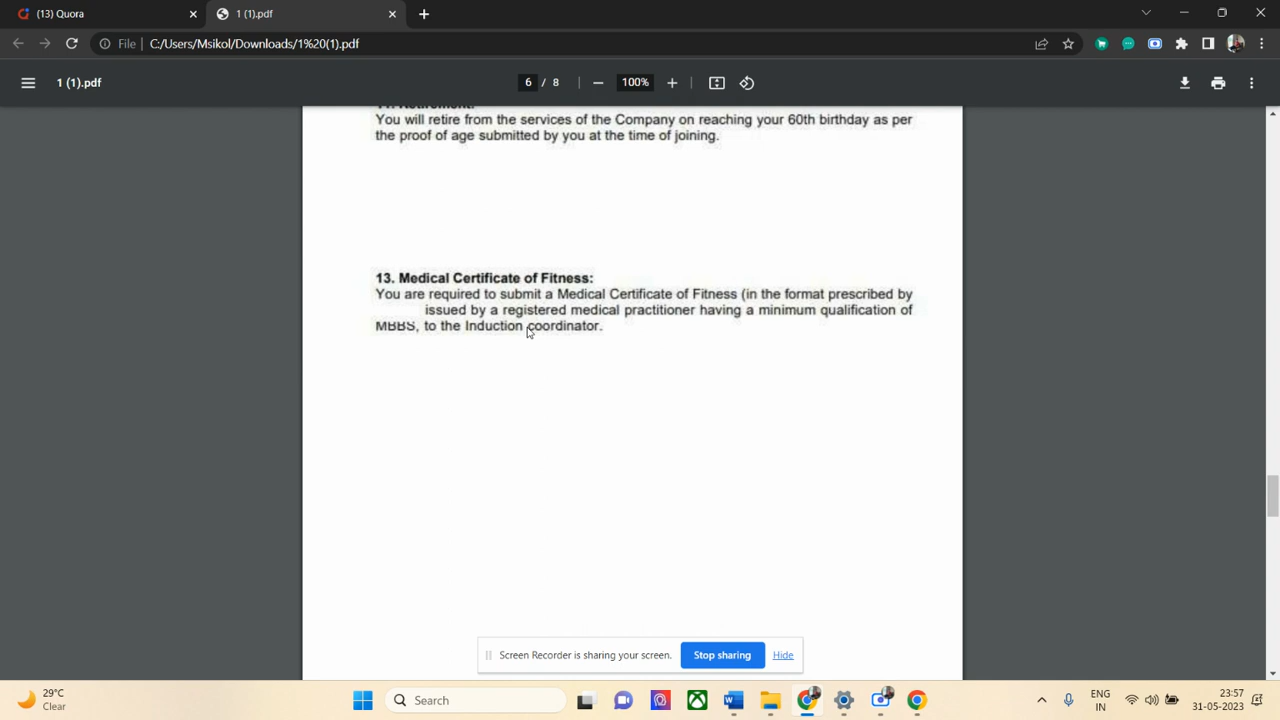 (13) Quora
1 (1).pdf
File
C:/Users/Msikol/Downloads/1%20(1).pdf
1 (1).pdf
6 / 8
100%
Retirement:
You will retire from the services of the Company on reaching your 60th birthday as per
the proof of age submitted by you at the time of joining.
13. Medical Certificate of Fitness:
You are required to submit a Medical Certificate of Fitness (in the format prescribed by
issued by a registered medical practitioner having a minimum qualification of
MBBS, to the Induction coordinator.
Screen Recorder is sharing your screen.
Stop sharing
Hide
29°C
Clear
Search
ENG
IN
23:57
31-05-2023